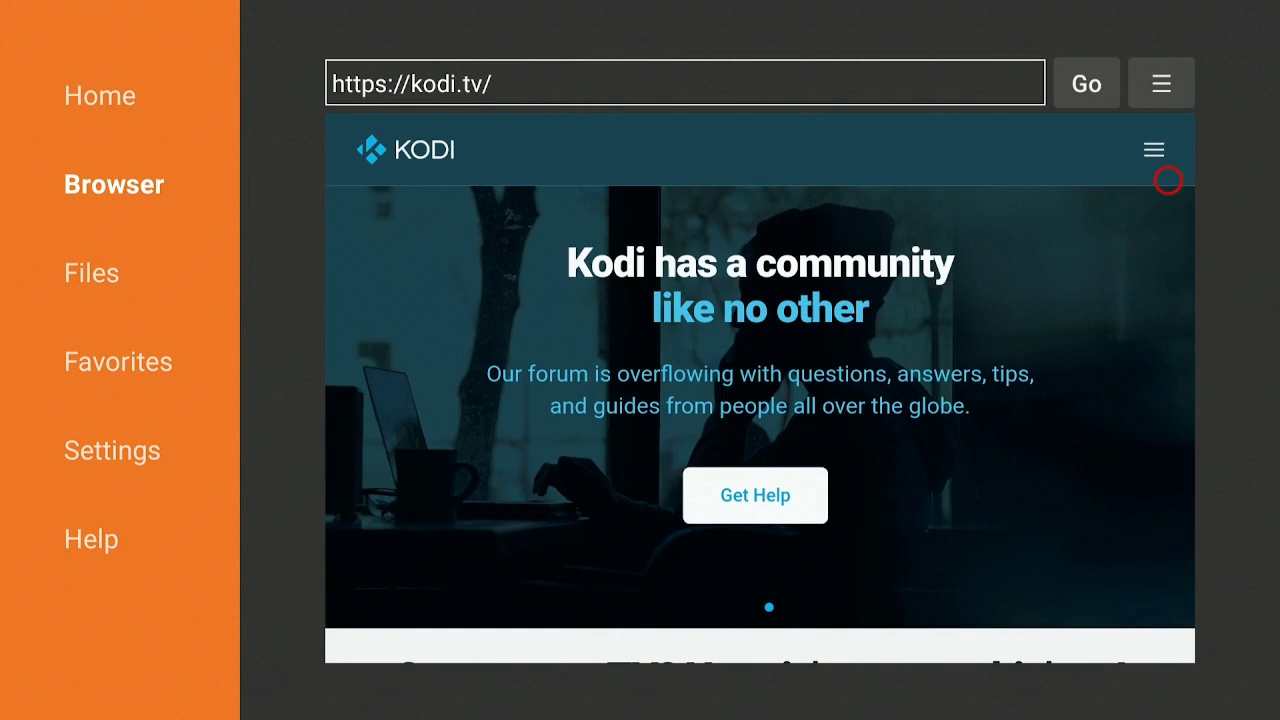 Home
Browser
Files
Favorites
Settings
Help
https://kodi.tv/
Go
KODI
Kodi has a community
like no other
Our forum is overflowing with questions, answers, tips,
and guides from people all over the globe.
Get Help